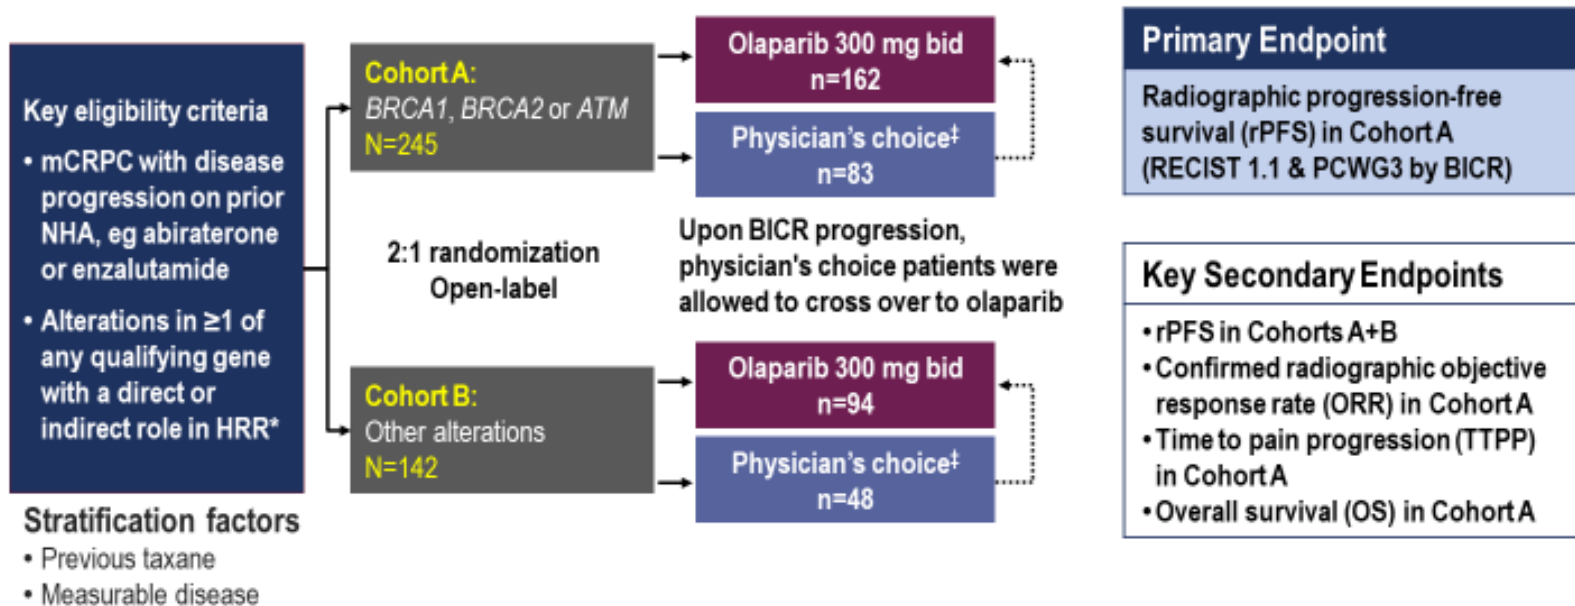 Key eligibility criteria
• mCRPC with disease
progression on prior
NHA, eg abiraterone
or enzalutamide
• Alterations in ≥1 of
any qualifying gene
with a direct or
indirect role in HRR*
Stratification factors
• Previous taxane
• Measurable disease
Cohort A:
BRCA1, BRCA2 or ATM
N=245
2:1 randomization
Open-label
Cohort B:
Other alterations
N=142
Olaparib 300 mg bid
n=162
Physician's choice‡
n=83
Upon BICR progression,
physician's choice patients were
allowed to cross over to olaparib
Olaparib 300 mg bid
n=94
Physician's choice‡
n=48
Primary Endpoint
Radiographic progression-free
survival (rPFS) in Cohort A
(RECIST 1.1 & PCWG3 by BICR)
Key Secondary Endpoints
• rPFS in Cohorts A+B
• Confirmed radiographic objective
response rate (ORR) in Cohort A
• Time to pain progression (TTPP)
in Cohort A
• Overall survival (OS) in Cohort A